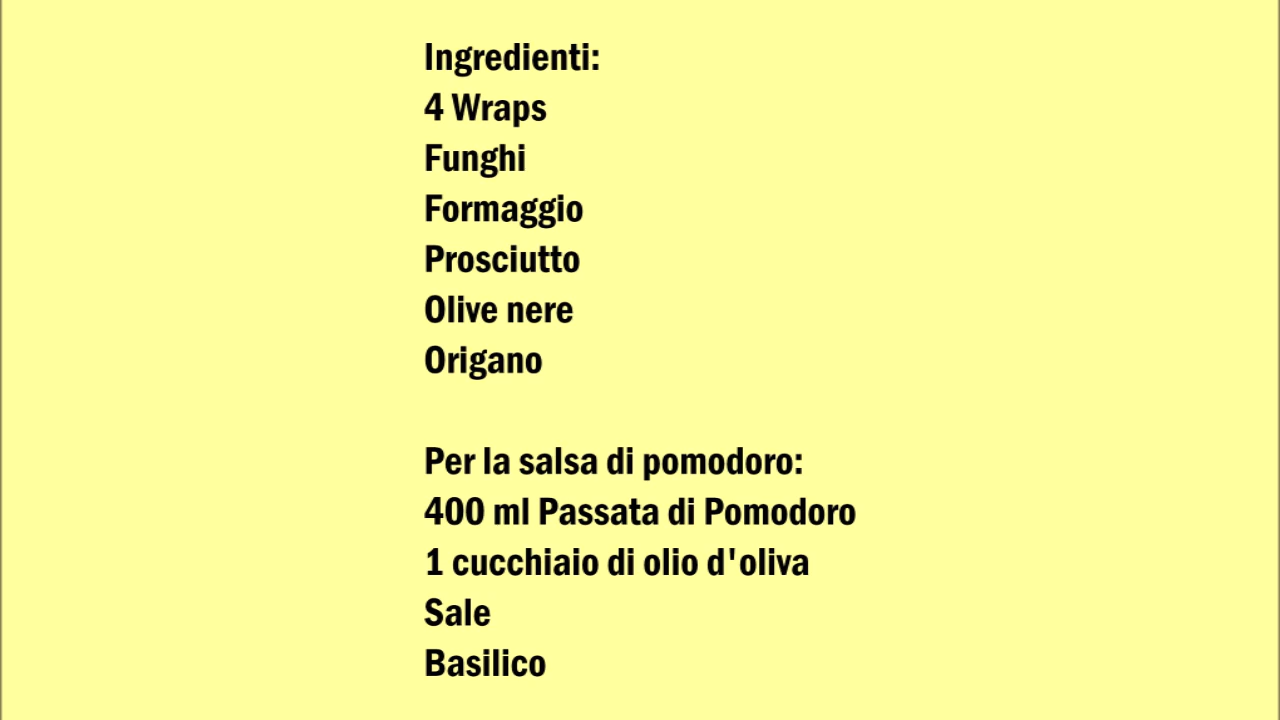 Ingredienti:
4 Wraps
Funghi
Formaggio
Prosciutto
Olive nere
Origano
Per la salsa di pomodoro:
400 ml Passata di Pomodoro
1 cucchiaio di olio d'oliva
Sale
Basilico